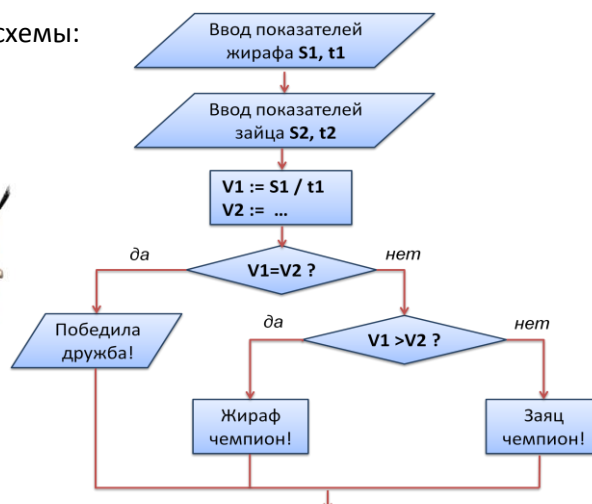 схемы:
Ввод показателей
жирафа S1, t1
Ввод показателей
зайца S2, t2
V1 := S1 / t1
V2 := ...
да
V1=V2 ?
нет
Победила
дружба!
да
V1 >V2 ?
нет
Жираф
чемпион!
Заяц
чемпион!